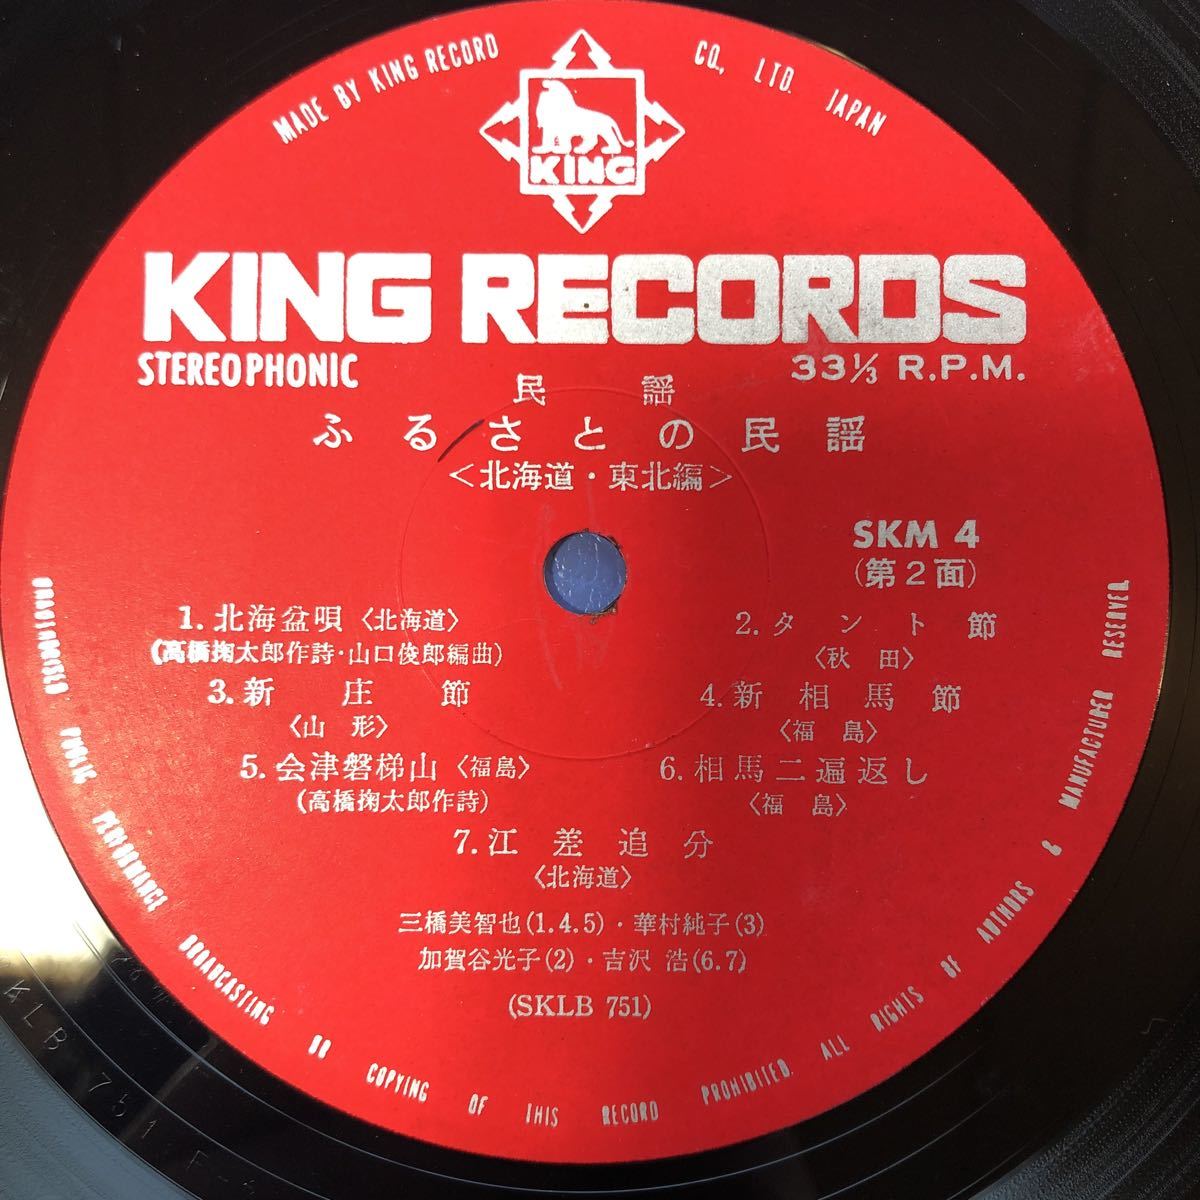 MADE BY KING RECORD CO., LTD. JAPAN
KING
KING RECORDS
STEREOPHONIC
33⅓ R.P.M.
民謡
ふるさとの民謡
<北海道・東北編>
SKM 4
(第2面)
1. 北海盆唄 〈北海道〉
(高橋掬太郎作詩・山口俊郎編曲)
2. タント節
〈秋田〉
3. 新庄節
〈山形〉
4. 新相馬節
〈福島〉
5. 会津磐梯山 〈福島〉
(高橋掬太郎作詩)
6. 相馬二遍返し
〈福島〉
7. 江差追分
〈北海道〉
三橋美智也(1.4.5)・華村純子(3)
加賀谷光子(2)・吉沢 浩(6.7)
(SKLB 751)
UNAUTHORIZED PUBLIC PERFORMANCE BROADCASTING OR COPYING OF THIS RECORD PROHIBITED. ALL RIGHTS OF AUTHORS & MANUFACTURER RESERVED
KLB 751 F